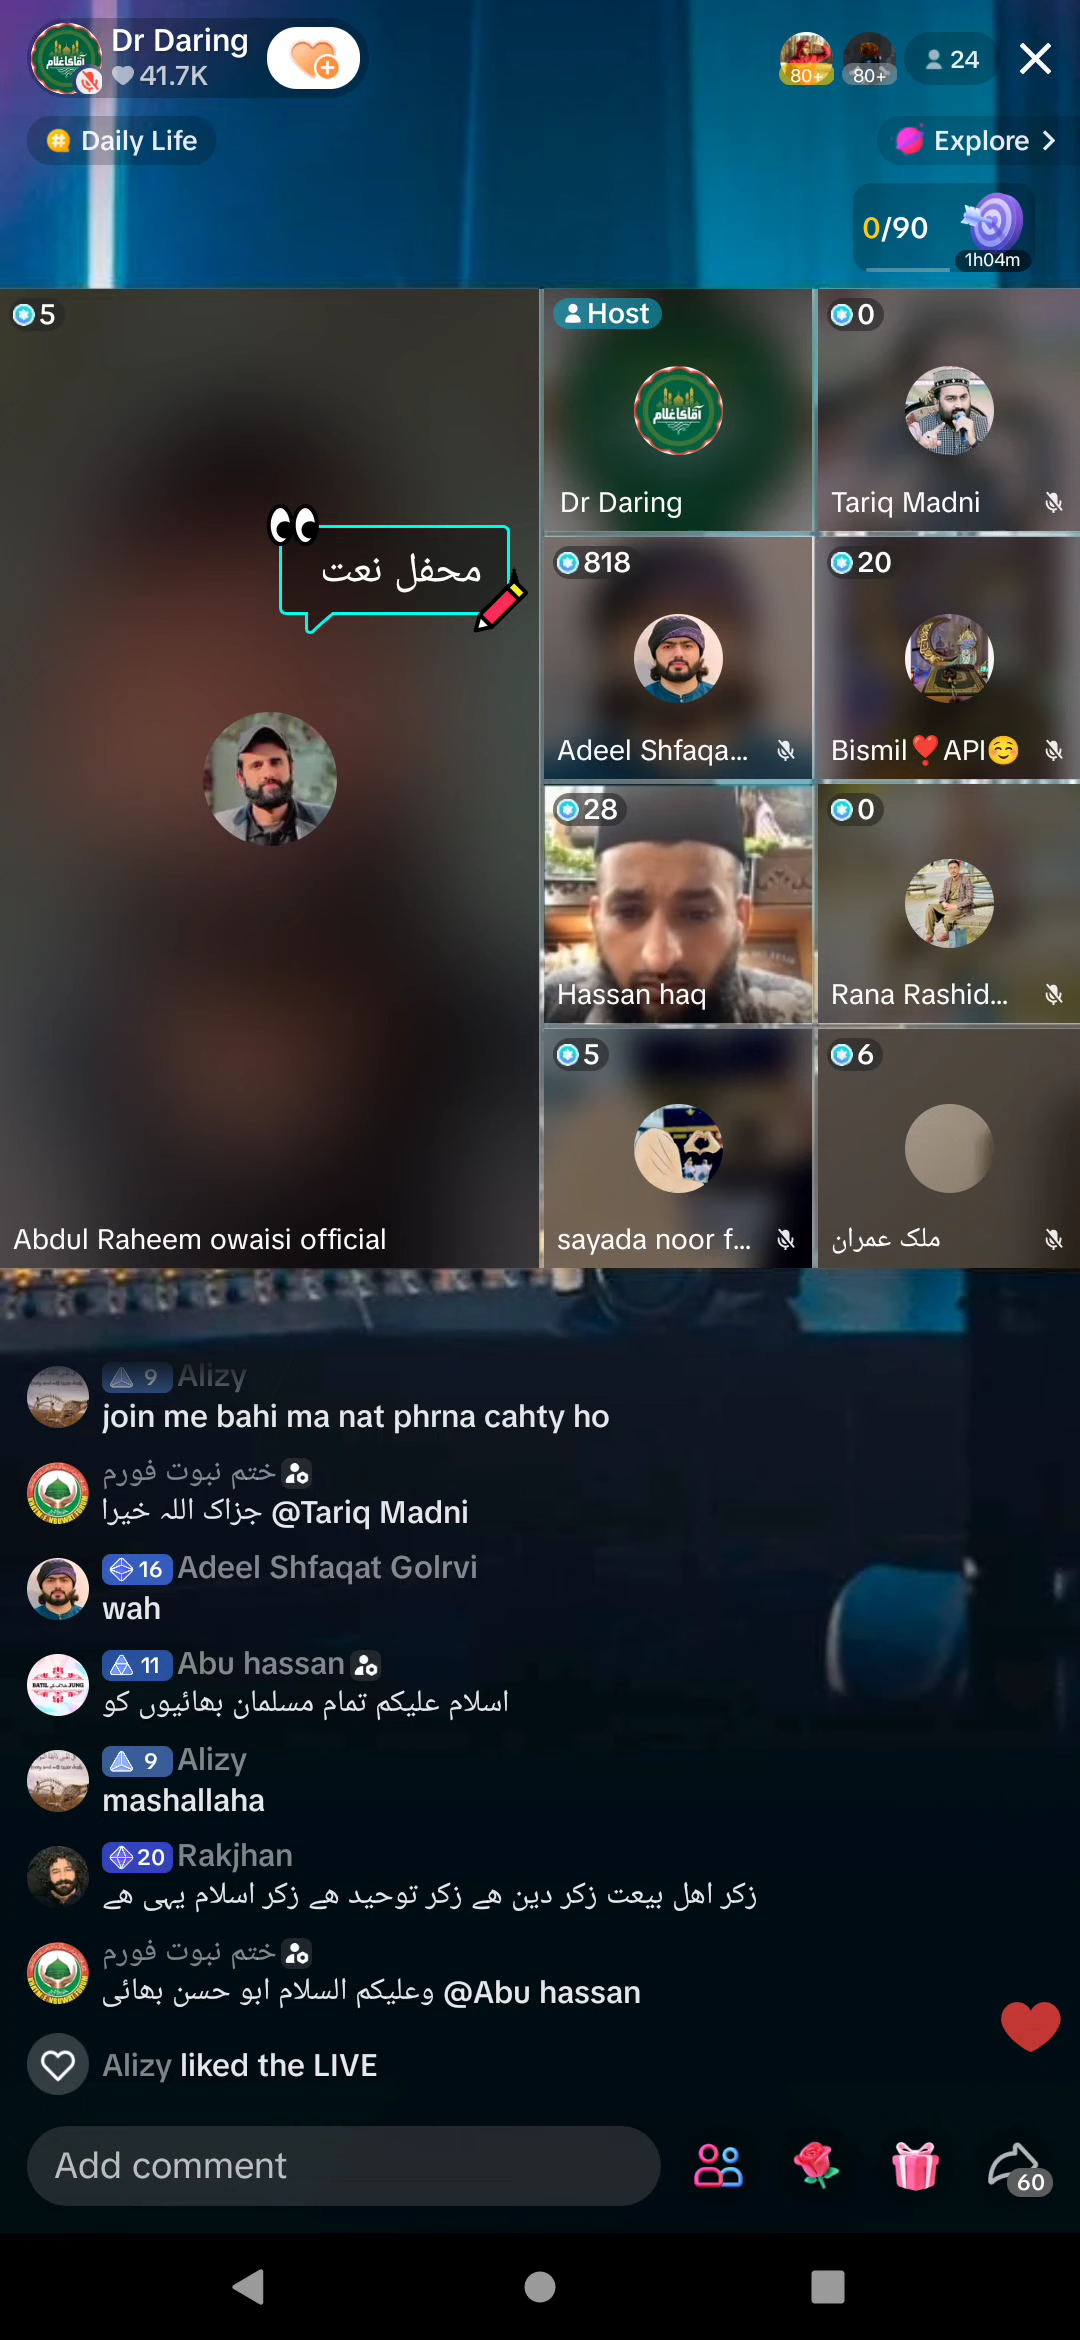 Dr Daring
41.7K
80+
80+
24
Daily Life
Explore
0/90
1h04m
5
Host
آقا کا غلام
Dr Daring
0
Tariq Madni
محفل نعت
818
Adeel Shfaqa...
20
Bismil❣️API☺️
28
Hassan haq
0
Rana Rashid...
Abdul Raheem owaisi official
5
sayada noor f...
6
ملک عمران
9 Alizy
join me bahi ma nat phrna cahty ho
ختم نبوت فورم
جزاک اللہ خیرا @Tariq Madni
16 Adeel Shfaqat Golrvi
wah
11 Abu hassan
اسلام علیکم تمام مسلمان بھائیوں کو
9 Alizy
mashallaha
20 Rakjhan
زکر اھل بیعت زکر دین ھے زکر توحید ھے زکر اسلام یہی ھے
ختم نبوت فورم
وعلیکم السلام ابو حسن بھائی @Abu hassan
Alizy liked the LIVE
Add comment
60